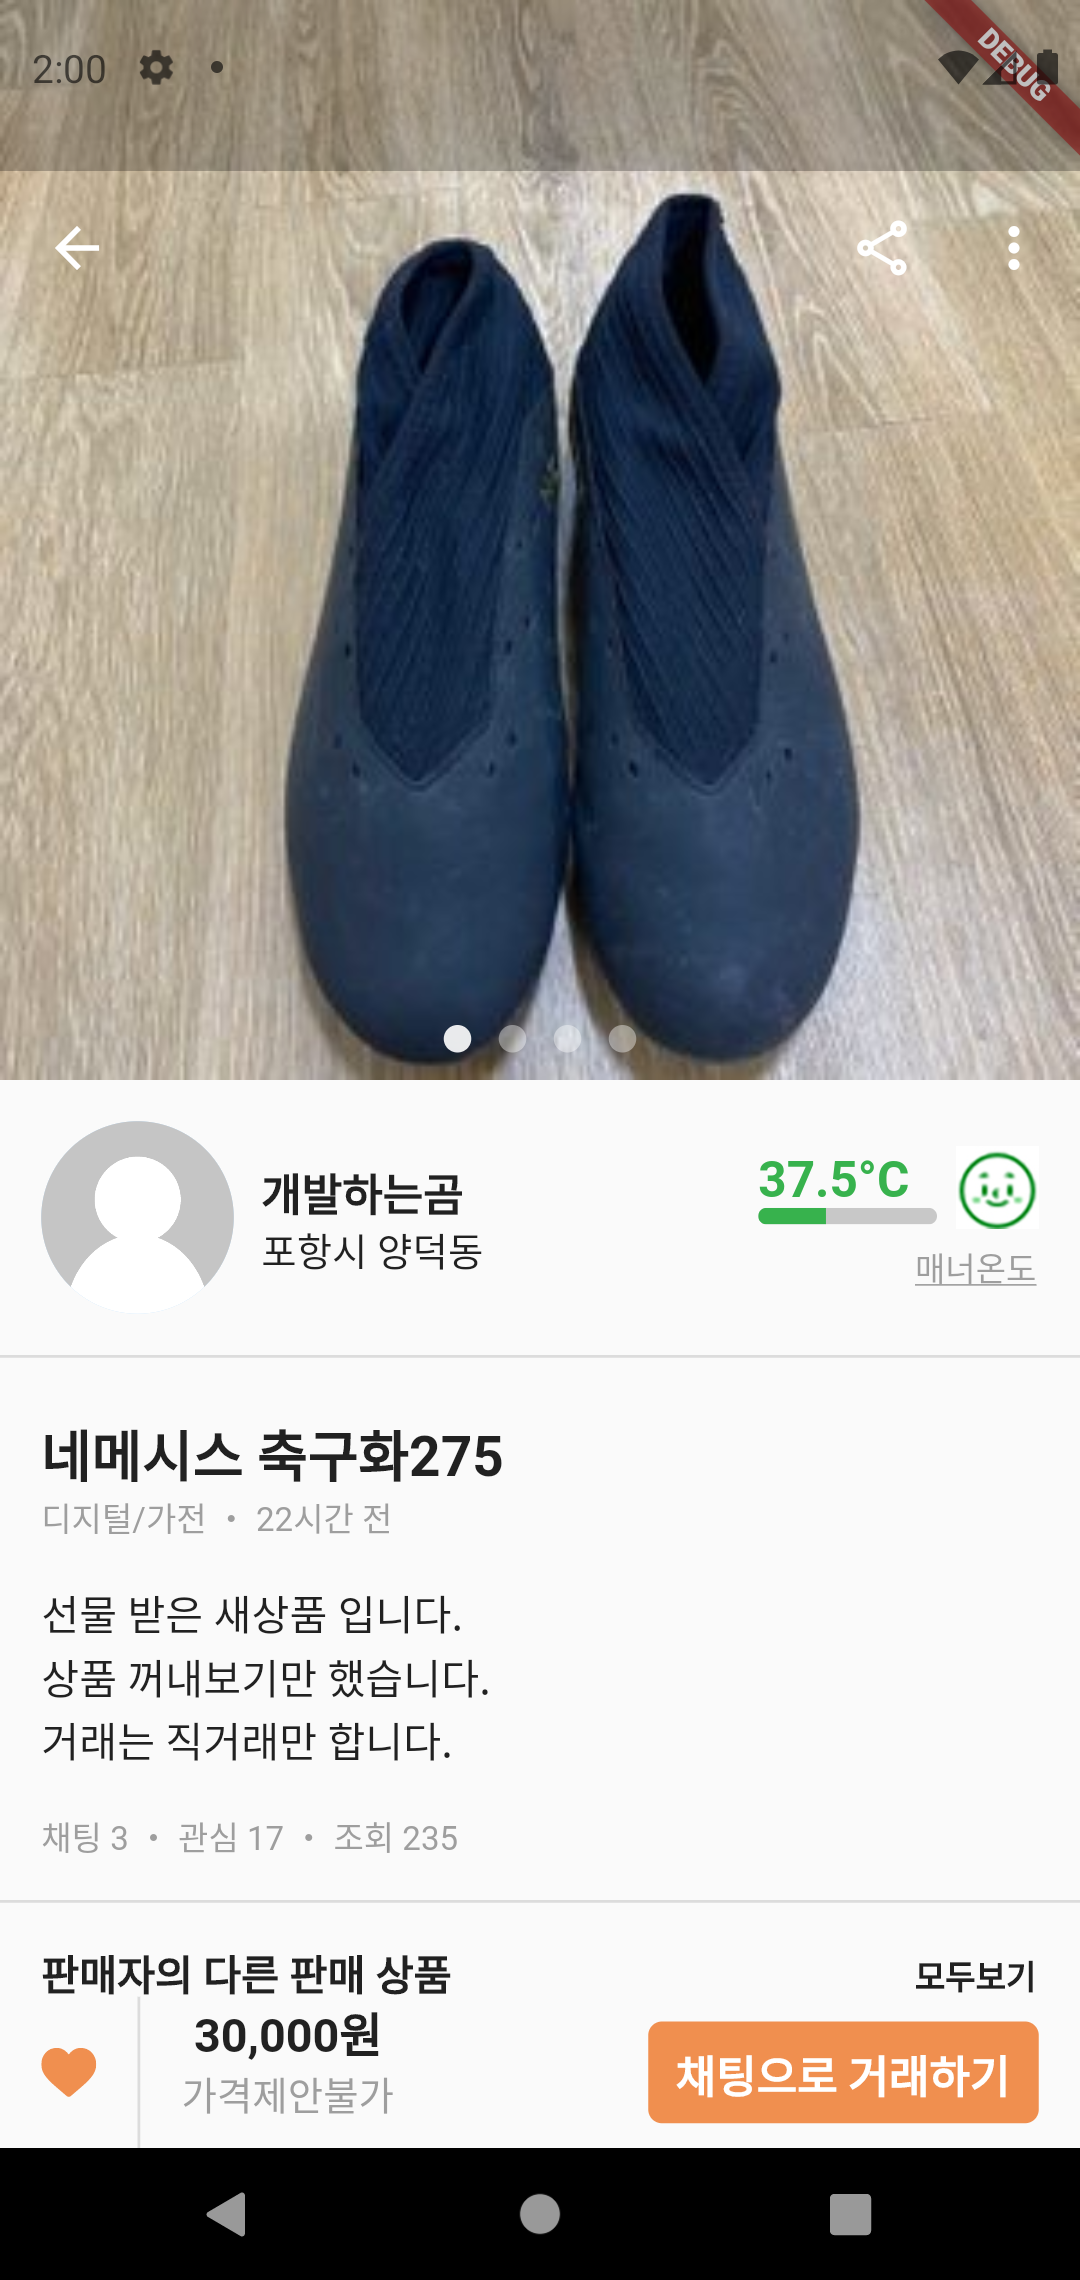 2:00
DEBUG
개발하는곰
포항시 양덕동
37.5°C
매너온도
네메시스 축구화275
디지털/가전 • 22시간 전
선물 받은 새상품 입니다.
상품 꺼내보기만 했습니다.
거래는 직거래만 합니다.
채팅 3 • 관심 17 • 조회 235
판매자의 다른 판매 상품
모두보기
30,000원
가격제안불가
채팅으로 거래하기